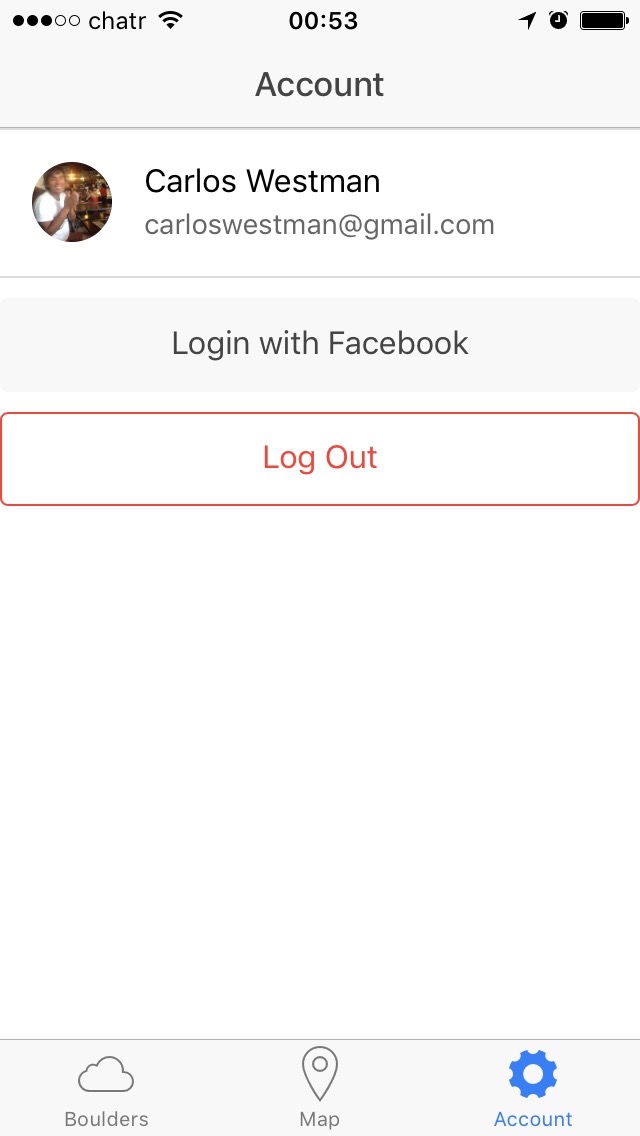 chatr 00:53
Account
Carlos Westman
carloswestman@gmail.com
Login with Facebook
Log Out
Boulders Map Account